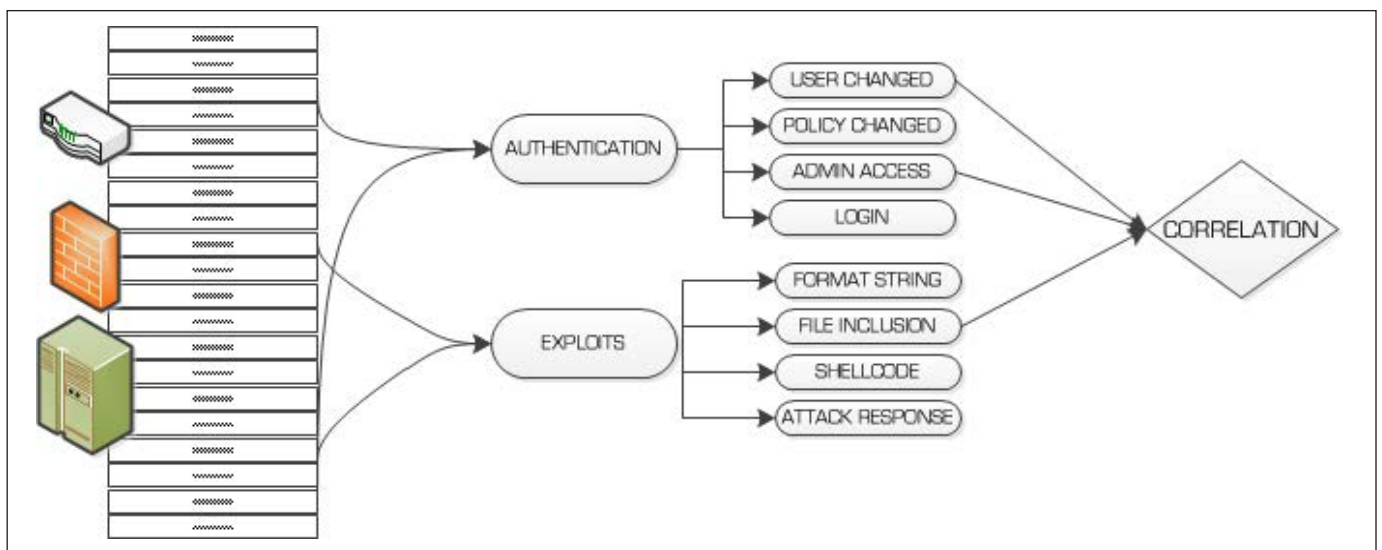 AUTHENTICATION
USER CHANGED
POLICY CHANGED
ADMIN ACCESS
LOGIN
CORRELATION
EXPLOITS
FORMAT STRING
FILE INCLUSION
SHELLCODE
ATTACK RESPONSE